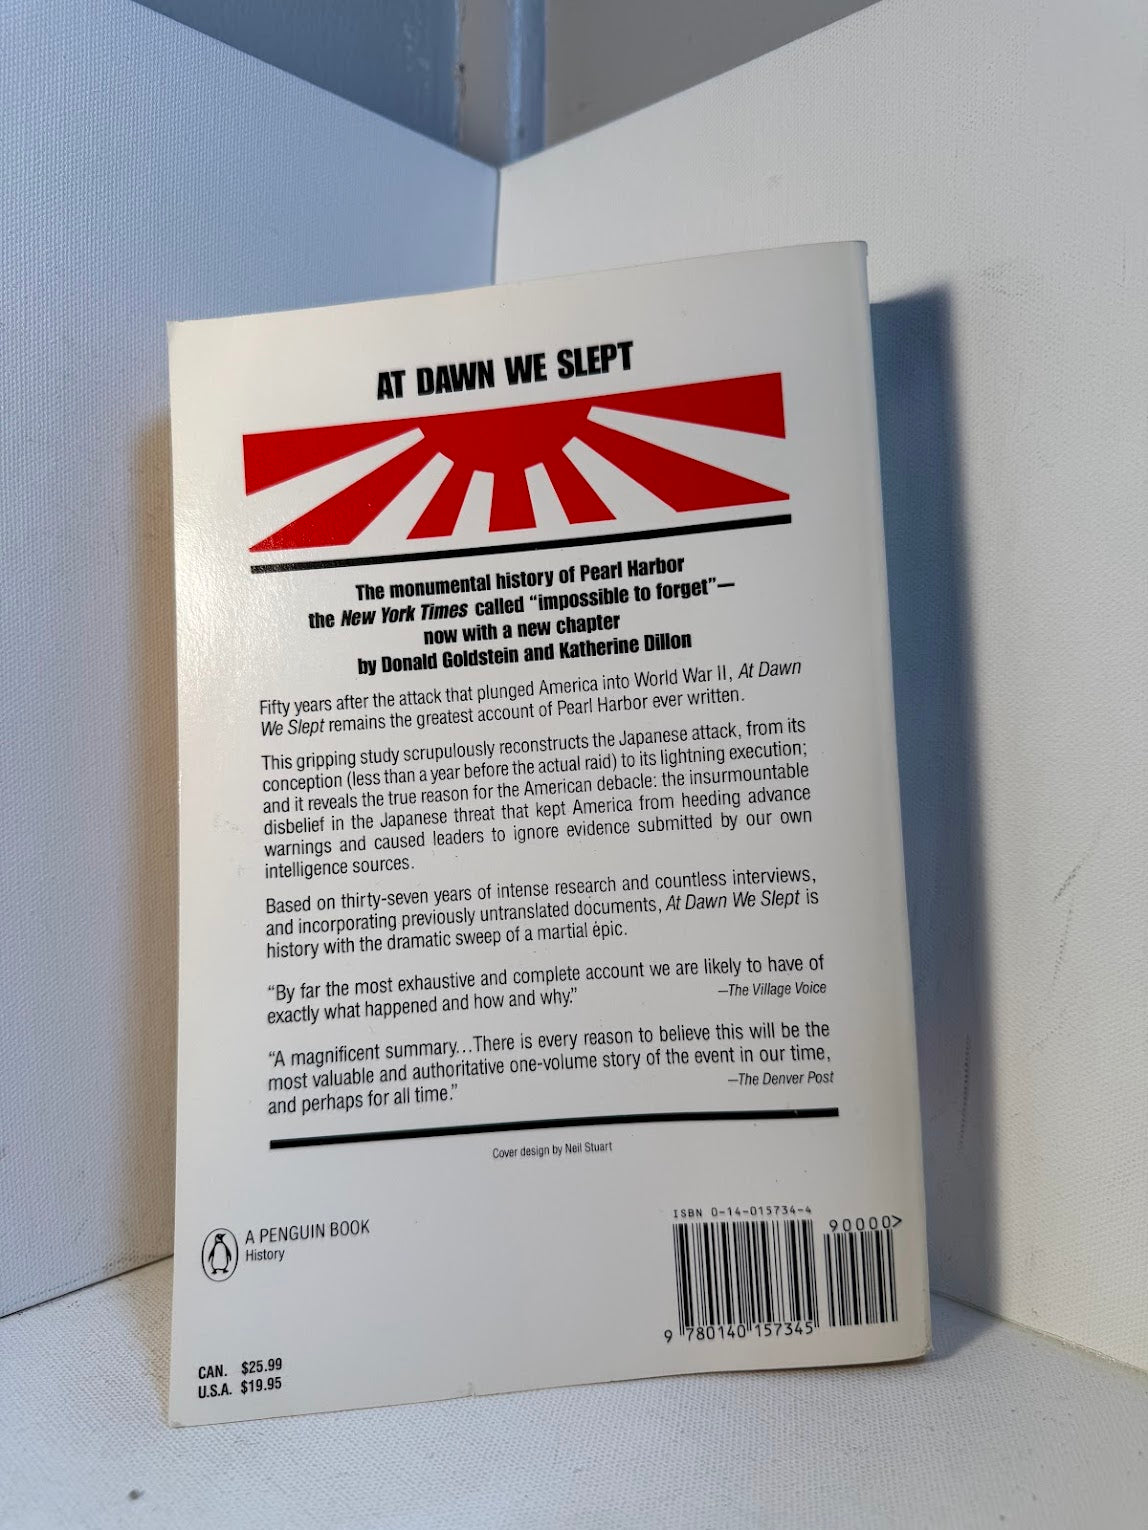 AT DAWN WE SLEPT
The monumental history of Pearl Harbor
the New York Times called “impossible to forget”—
now with a new chapter
by Donald Goldstein and Katherine Dillon
Fifty years after the attack that plunged America into World War II, At Dawn
We Slept remains the greatest account of Pearl Harbor ever written.
This gripping study scrupulously reconstructs the Japanese attack, from its
conception (less than a year before the actual raid) to its lightning execution;
and it reveals the true reason for the American debacle: the insurmountable
disbelief in the Japanese threat that kept America from heeding advance
warnings and caused leaders to ignore evidence submitted by our own
intelligence sources.
Based on thirty-seven years of intense research and countless interviews,
and incorporating previously untranslated documents, At Dawn We Slept is
history with the dramatic sweep of a martial epic.
“By far the most exhaustive and complete account we are likely to have of
exactly what happened and how and why.”
—The Village Voice
“A magnificent summary...There is every reason to believe this will be the
most valuable and authoritative one-volume story of the event in our time,
and perhaps for all time.”
—The Denver Post
Cover design by Neil Stuart
A PENGUIN BOOK
History
ISBN 0-14-015734-4
90000>
9 780140 157345
CAN. $25.99
U.S.A. $19.95